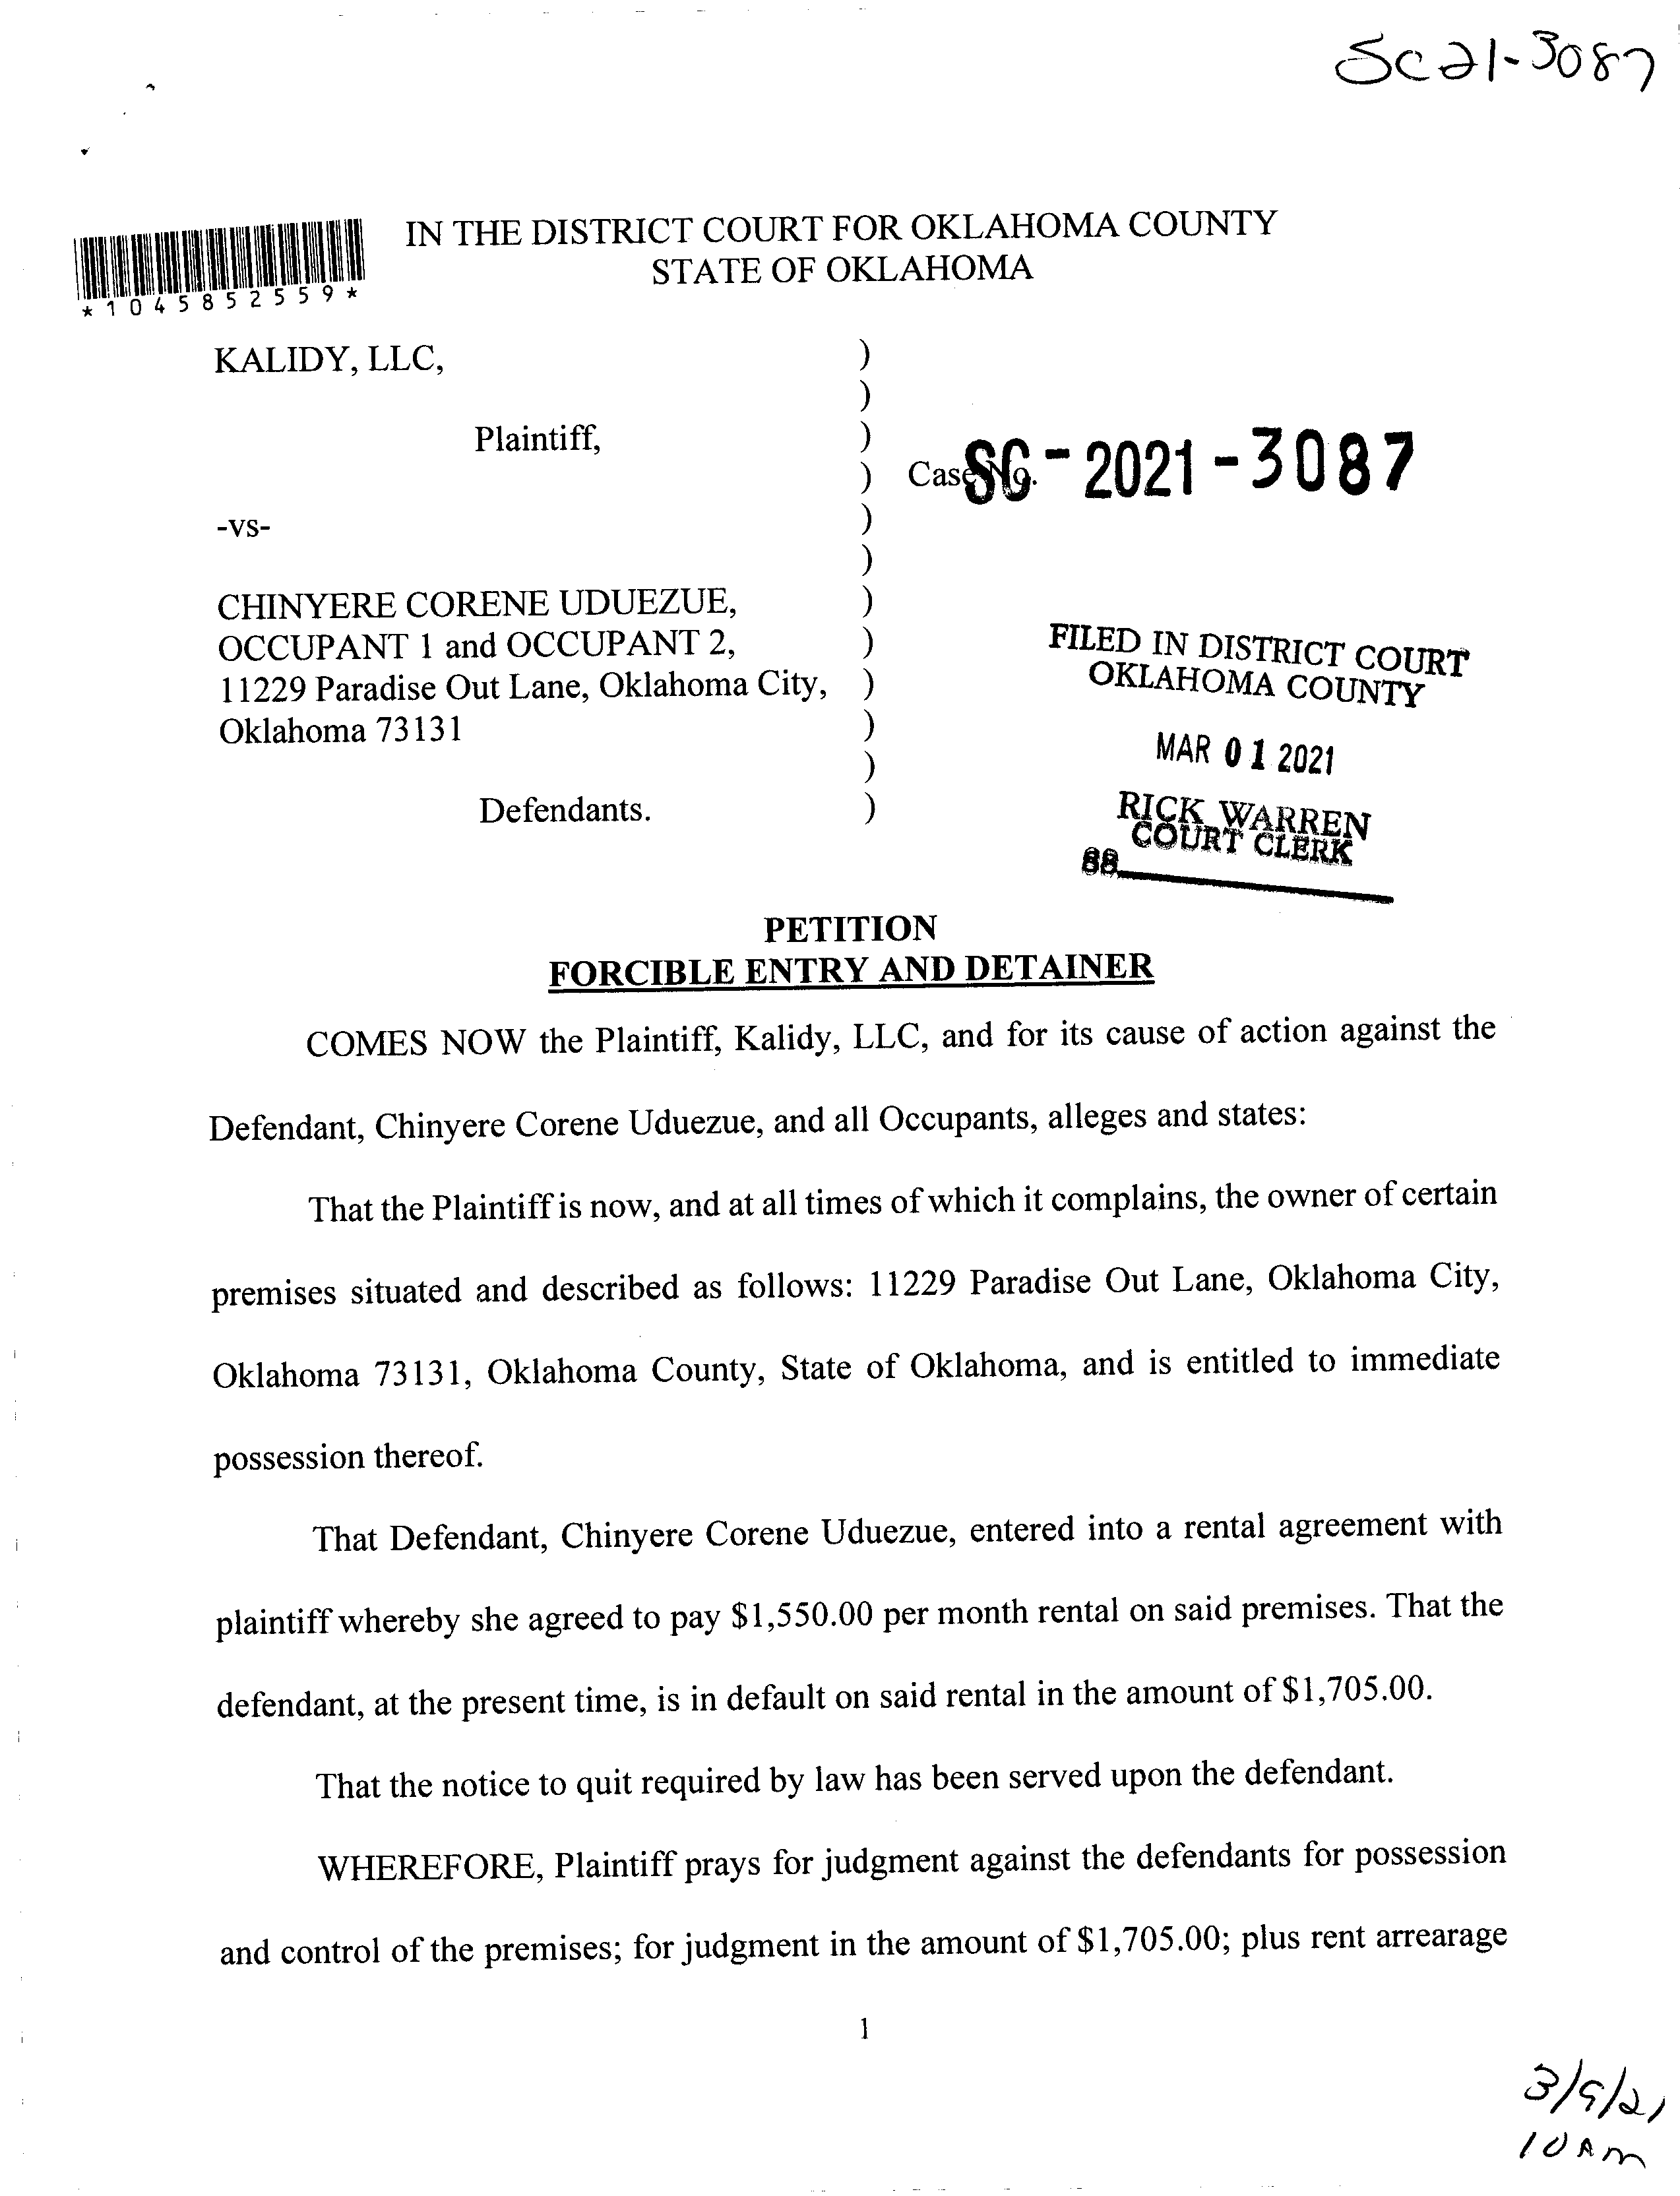 SC21-3087
IN THE DISTRICT COURT FOR OKLAHOMA COUNTY
STATE OF OKLAHOMA
*1045852559*
KALIDY, LLC, )
)
Plaintiff, )
) Case No. SC-2021-3087
-vs- )
)
CHINYERE CORENE UDUEZUE, )
OCCUPANT 1 and OCCUPANT 2, )
11229 Paradise Out Lane, Oklahoma City, )
Oklahoma 73131 )
)
Defendants. )
FILED IN DISTRICT COURT
OKLAHOMA COUNTY
MAR 01 2021
RICK WARREN
COURT CLERK
88
PETITION
FORCIBLE ENTRY AND DETAINER
COMES NOW the Plaintiff, Kalidy, LLC, and for its cause of action against the
Defendant, Chinyere Corene Uduezue, and all Occupants, alleges and states:
That the Plaintiff is now, and at all times of which it complains, the owner of certain
premises situated and described as follows: 11229 Paradise Out Lane, Oklahoma City,
Oklahoma 73131, Oklahoma County, State of Oklahoma, and is entitled to immediate
possession thereof.
That Defendant, Chinyere Corene Uduezue, entered into a rental agreement with
plaintiff whereby she agreed to pay $1,550.00 per month rental on said premises. That the
defendant, at the present time, is in default on said rental in the amount of $1,705.00.
That the notice to quit required by law has been served upon the defendant.
WHEREFORE, Plaintiff prays for judgment against the defendants for possession
and control of the premises; for judgment in the amount of $1,705.00; plus rent arrearage
1
10 AM